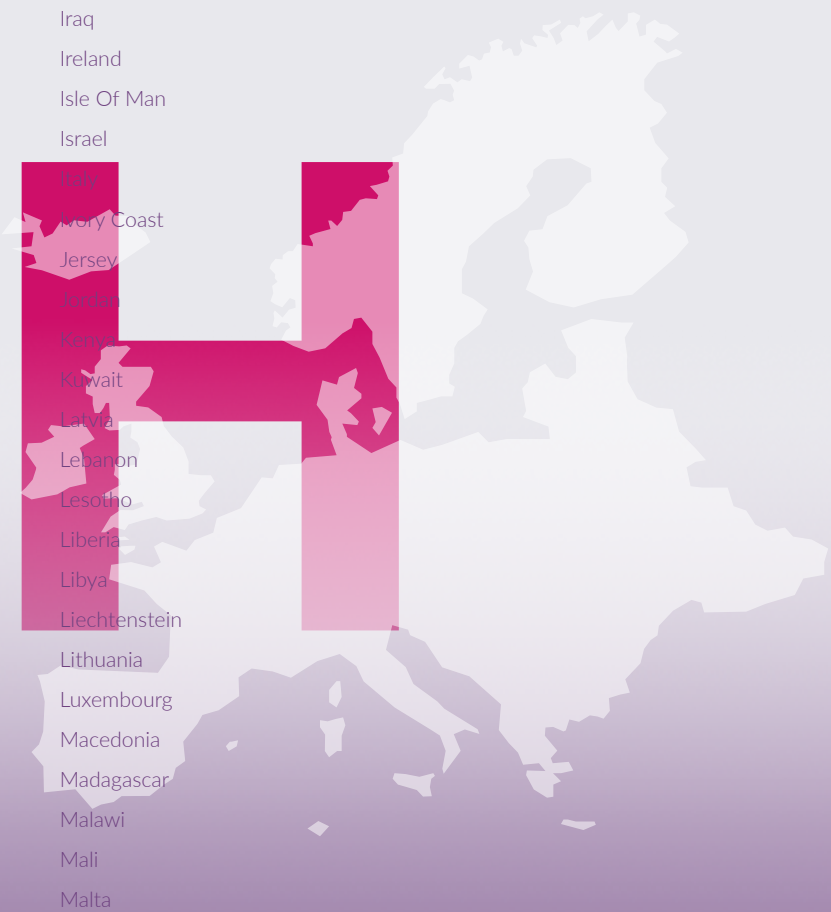 Iraq
Ireland
Isle Of Man
Israel
Italy
Ivory Coast
Jersey
Jordan
Kenya
Kuwait
Latvia
Lebanon
Lesotho
Liberia
Libya
Liechtenstein
Lithuania
Luxembourg
Macedonia
Madagascar
Malawi
Mali
Malta
H